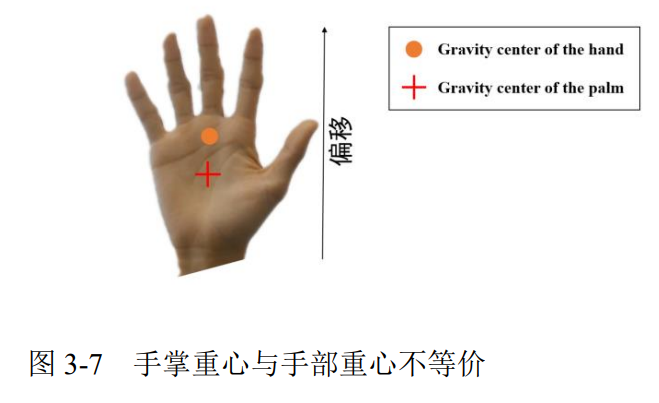 Gravity center of the hand
Gravity center of the palm
偏移
图 3-7 手掌重心与手部重心不等价